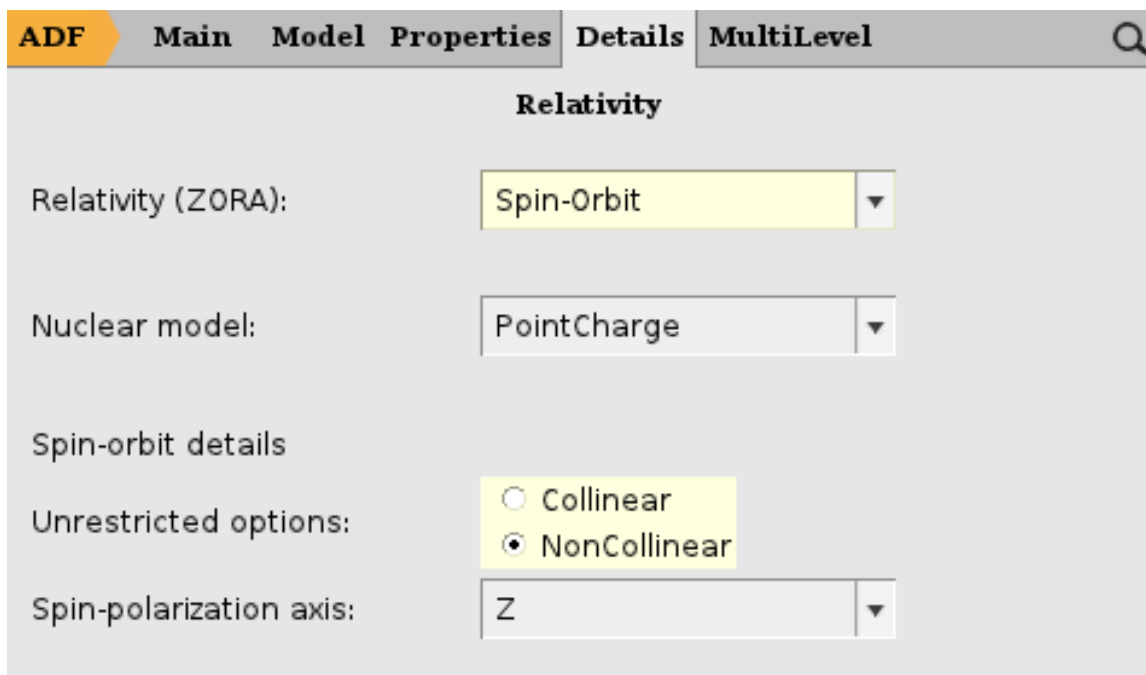 ADF Main Model Properties Details MultiLevel
Relativity
Relativity (ZORA): Spin-Orbit
Nuclear model: PointCharge
Spin-orbit details
Unrestricted options: Collinear
NonCollinear
Spin-polarization axis: Z